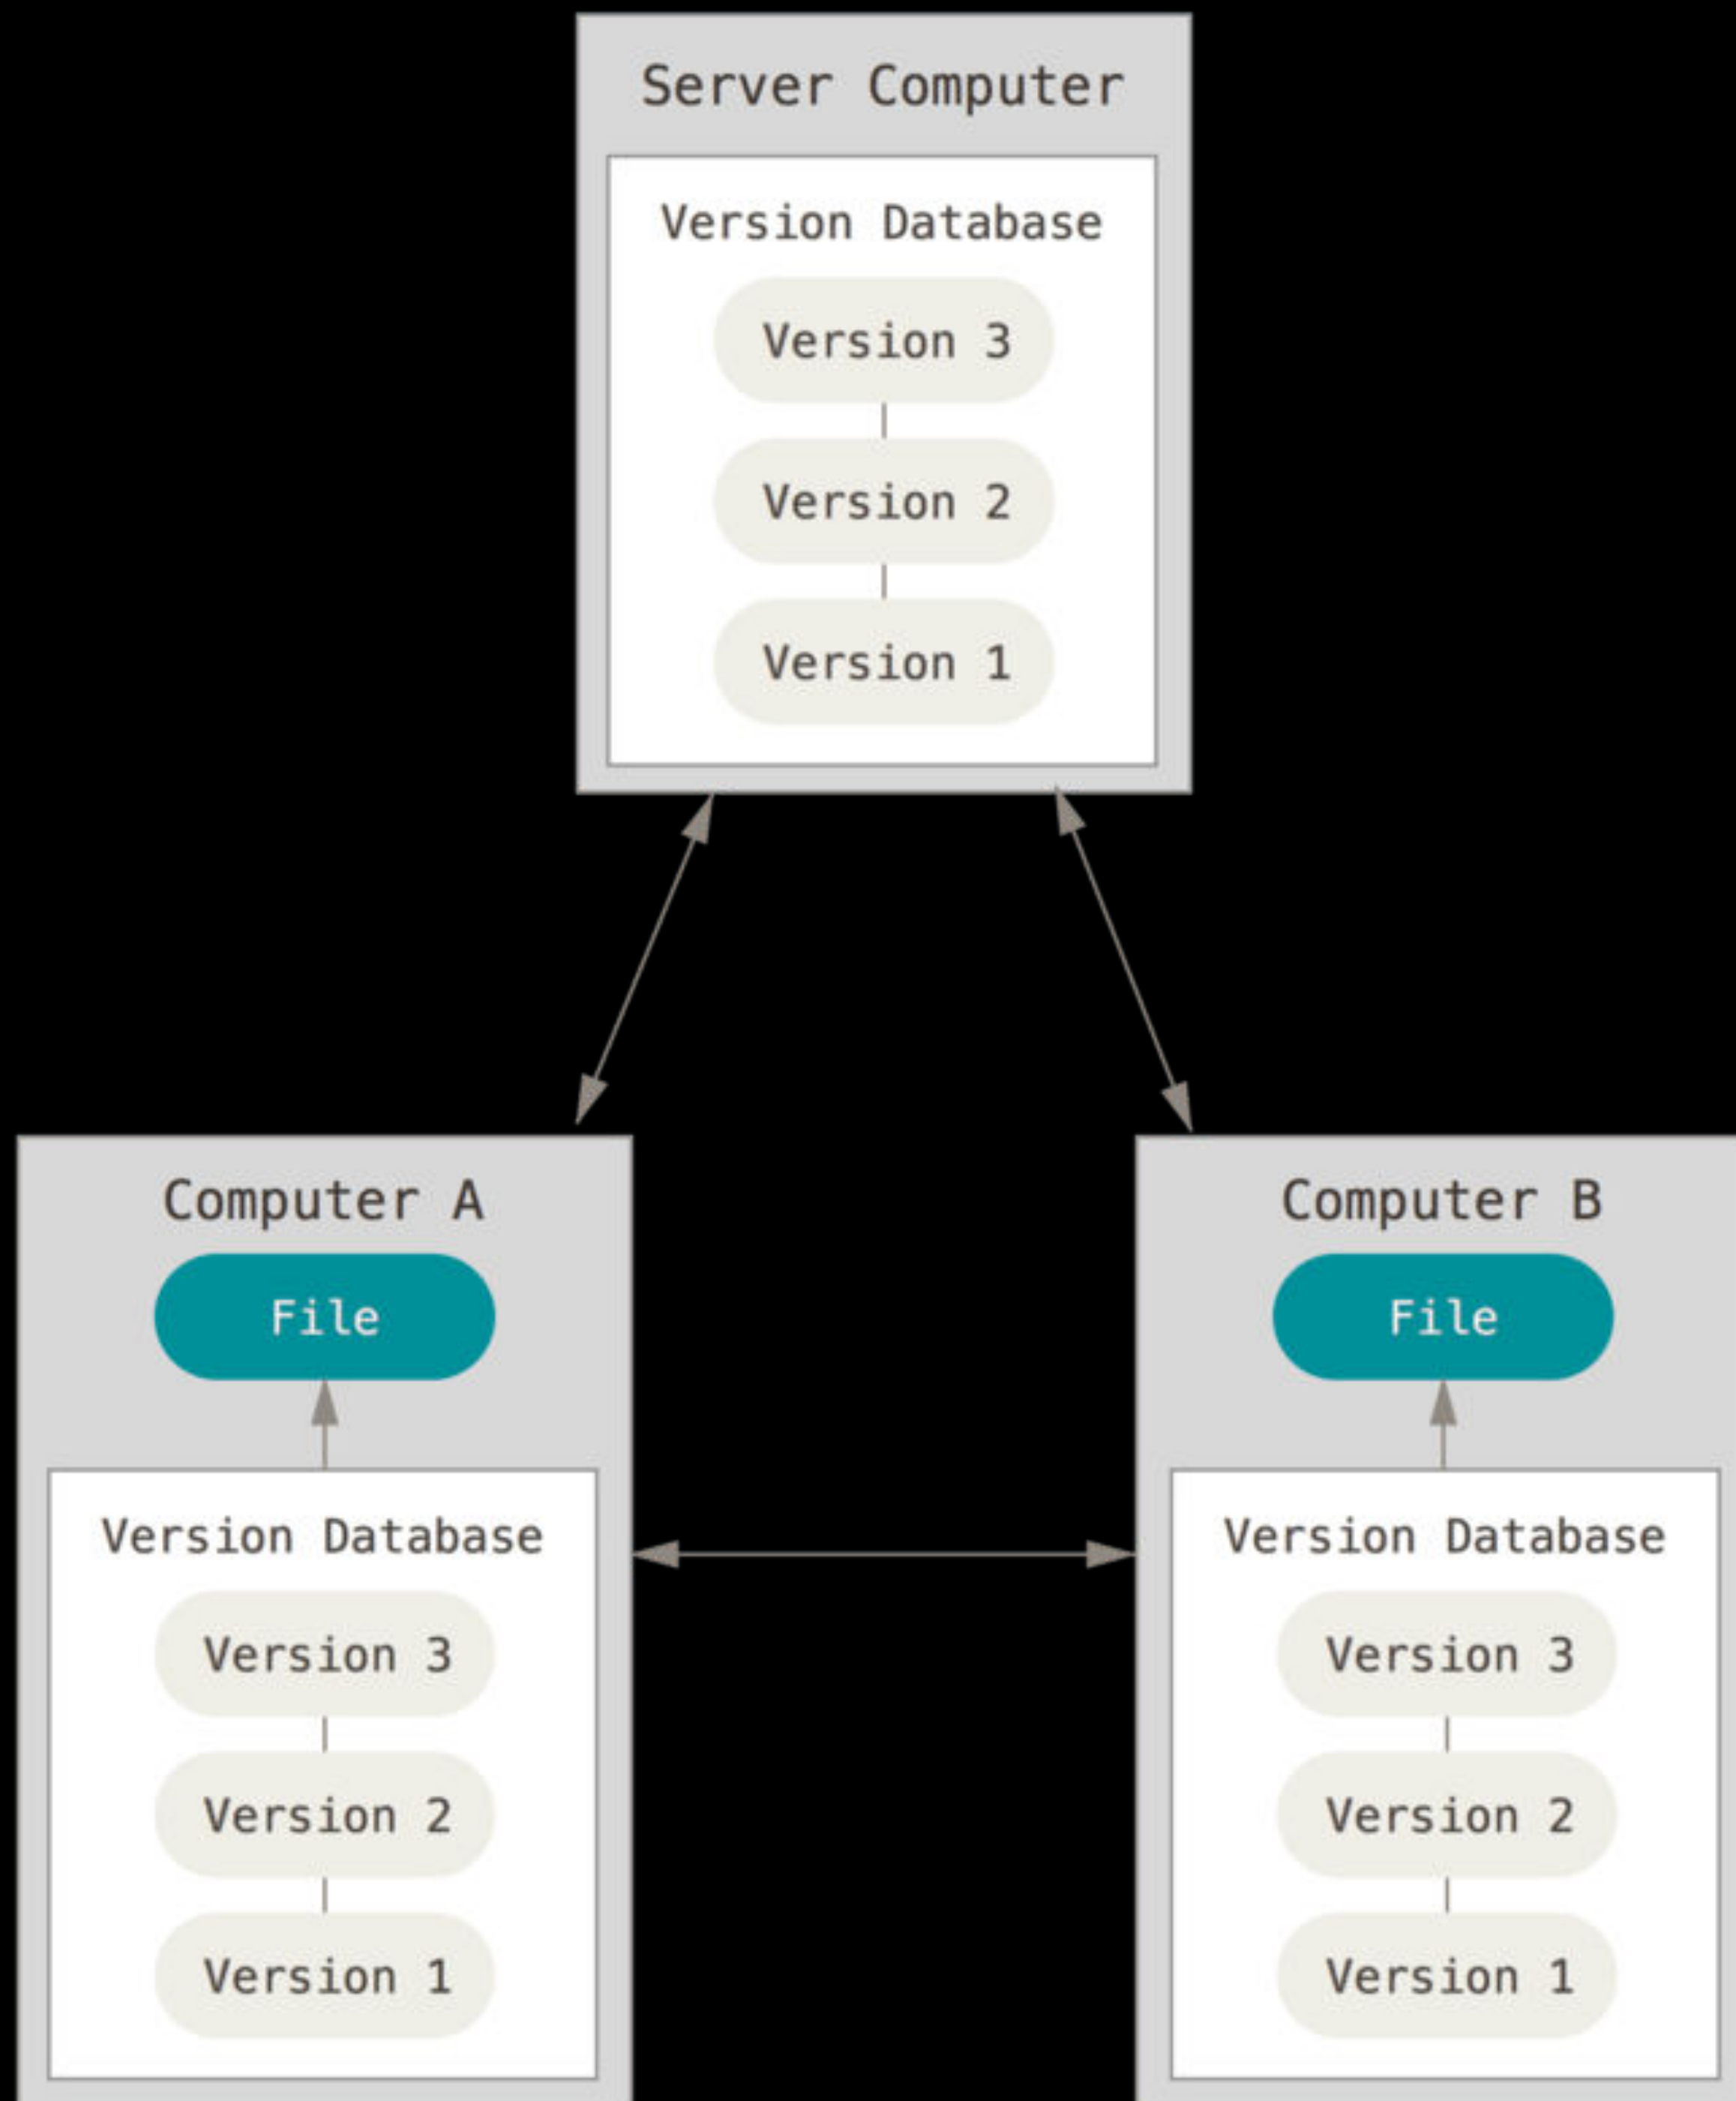 Server Computer
Version Database
Version 3
Version 2
Version 1
Computer A
File
Version Database
Version 3
Version 2
Version 1
Computer B
File
Version Database
Version 3
Version 2
Version 1